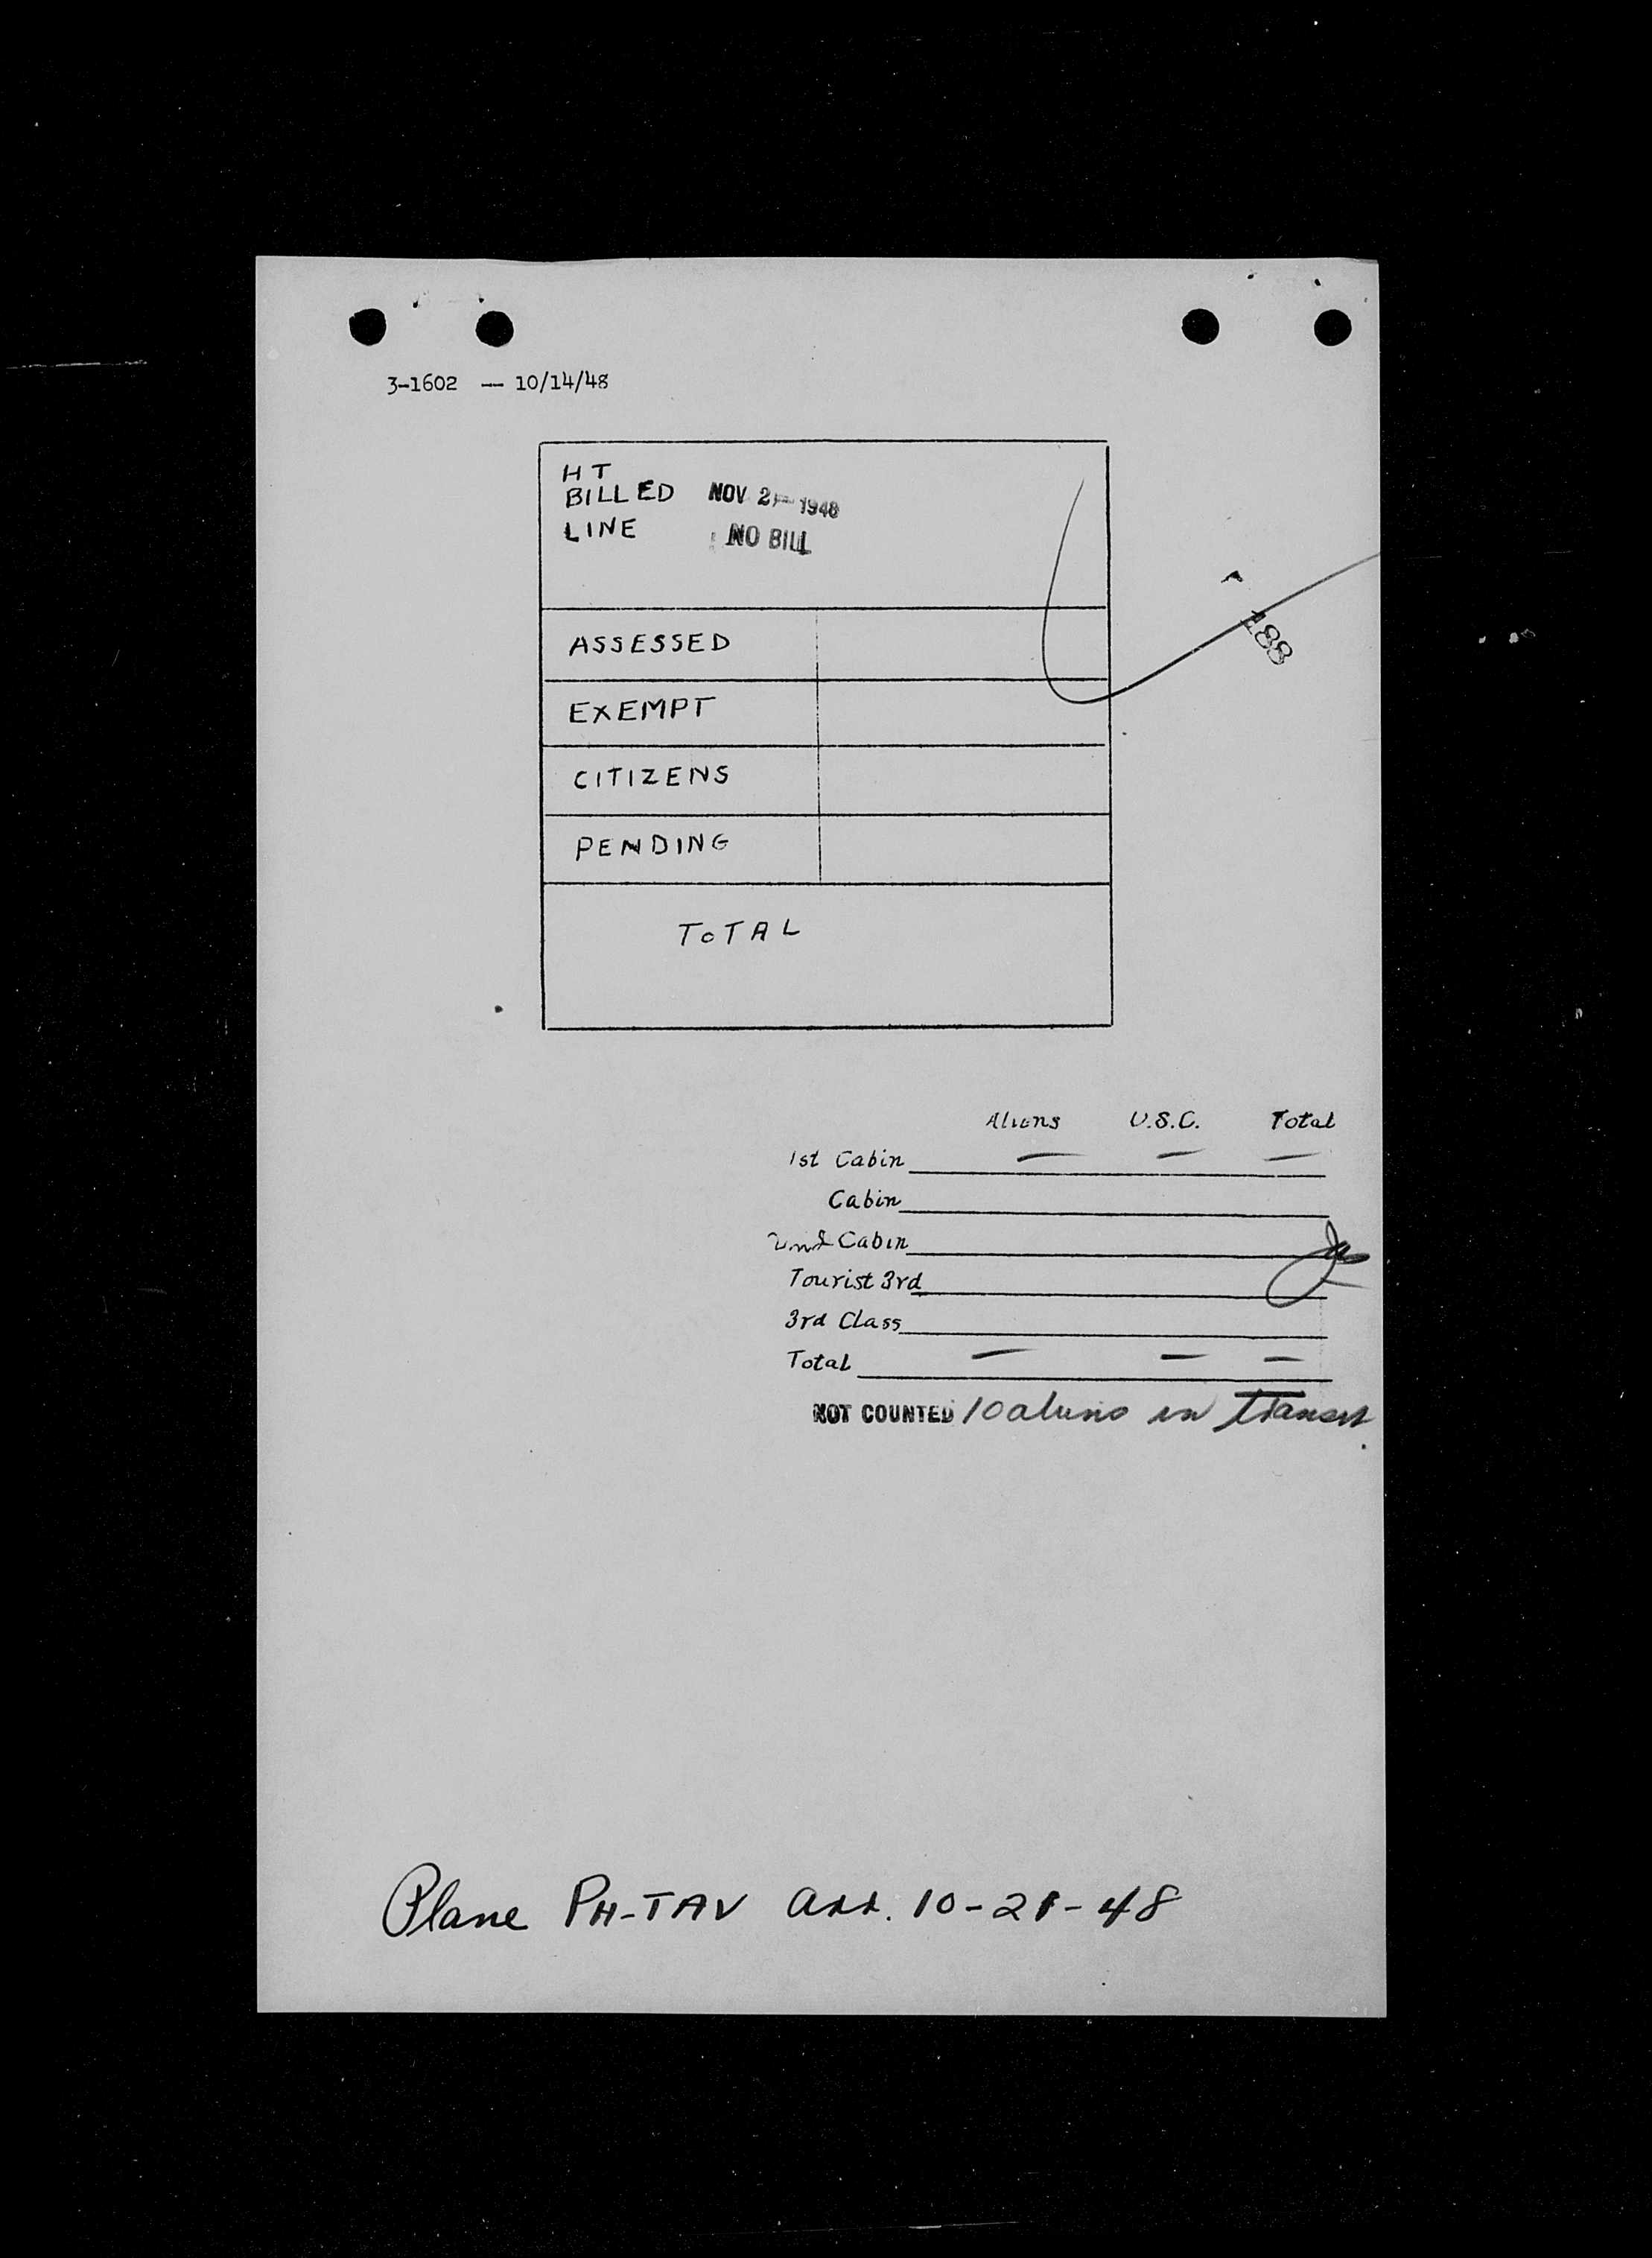 3-1602 — 10/14/48
HT
BILLED NOV 2 1948
LINE NO BILL
188
ASSESSED
EXEMPT
CITIZENS
PENDING
TOTAL
Aliens U.S.C. Total
1st Cabin — — —
Cabin
2nd Cabin
Tourist 3rd
3rd Class
Total — — —
NOT COUNTED 10 aliens in transit
Plane PH-TAV arr. 10-21-48